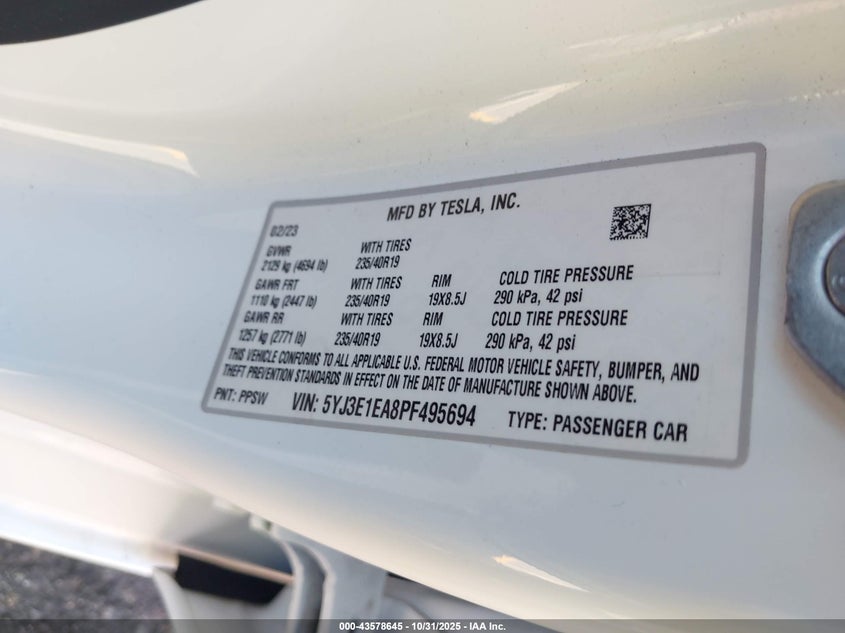 MFD BY TESLA, INC.
02/23
GVWR WITH TIRES
2129 kg (4694 lb) 235/40R19
GAWR FRT WITH TIRES RIM COLD TIRE PRESSURE
1110 kg (2447 lb) 235/40R19 19X8.5J 290 kPa, 42 psi
GAWR RR WITH TIRES RIM COLD TIRE PRESSURE
1257 kg (2771 lb) 235/40R19 19X8.5J 290 kPa, 42 psi
THIS VEHICLE CONFORMS TO ALL APPLICABLE U.S. FEDERAL MOTOR VEHICLE SAFETY, BUMPER, AND
THEFT PREVENTION STANDARDS IN EFFECT ON THE DATE OF MANUFACTURE SHOWN ABOVE.
PNT: PPSW VIN: 5YJ3E1EA8PF495694 TYPE: PASSENGER CAR
000-43578645 - 10/31/2025 - IAA Inc.